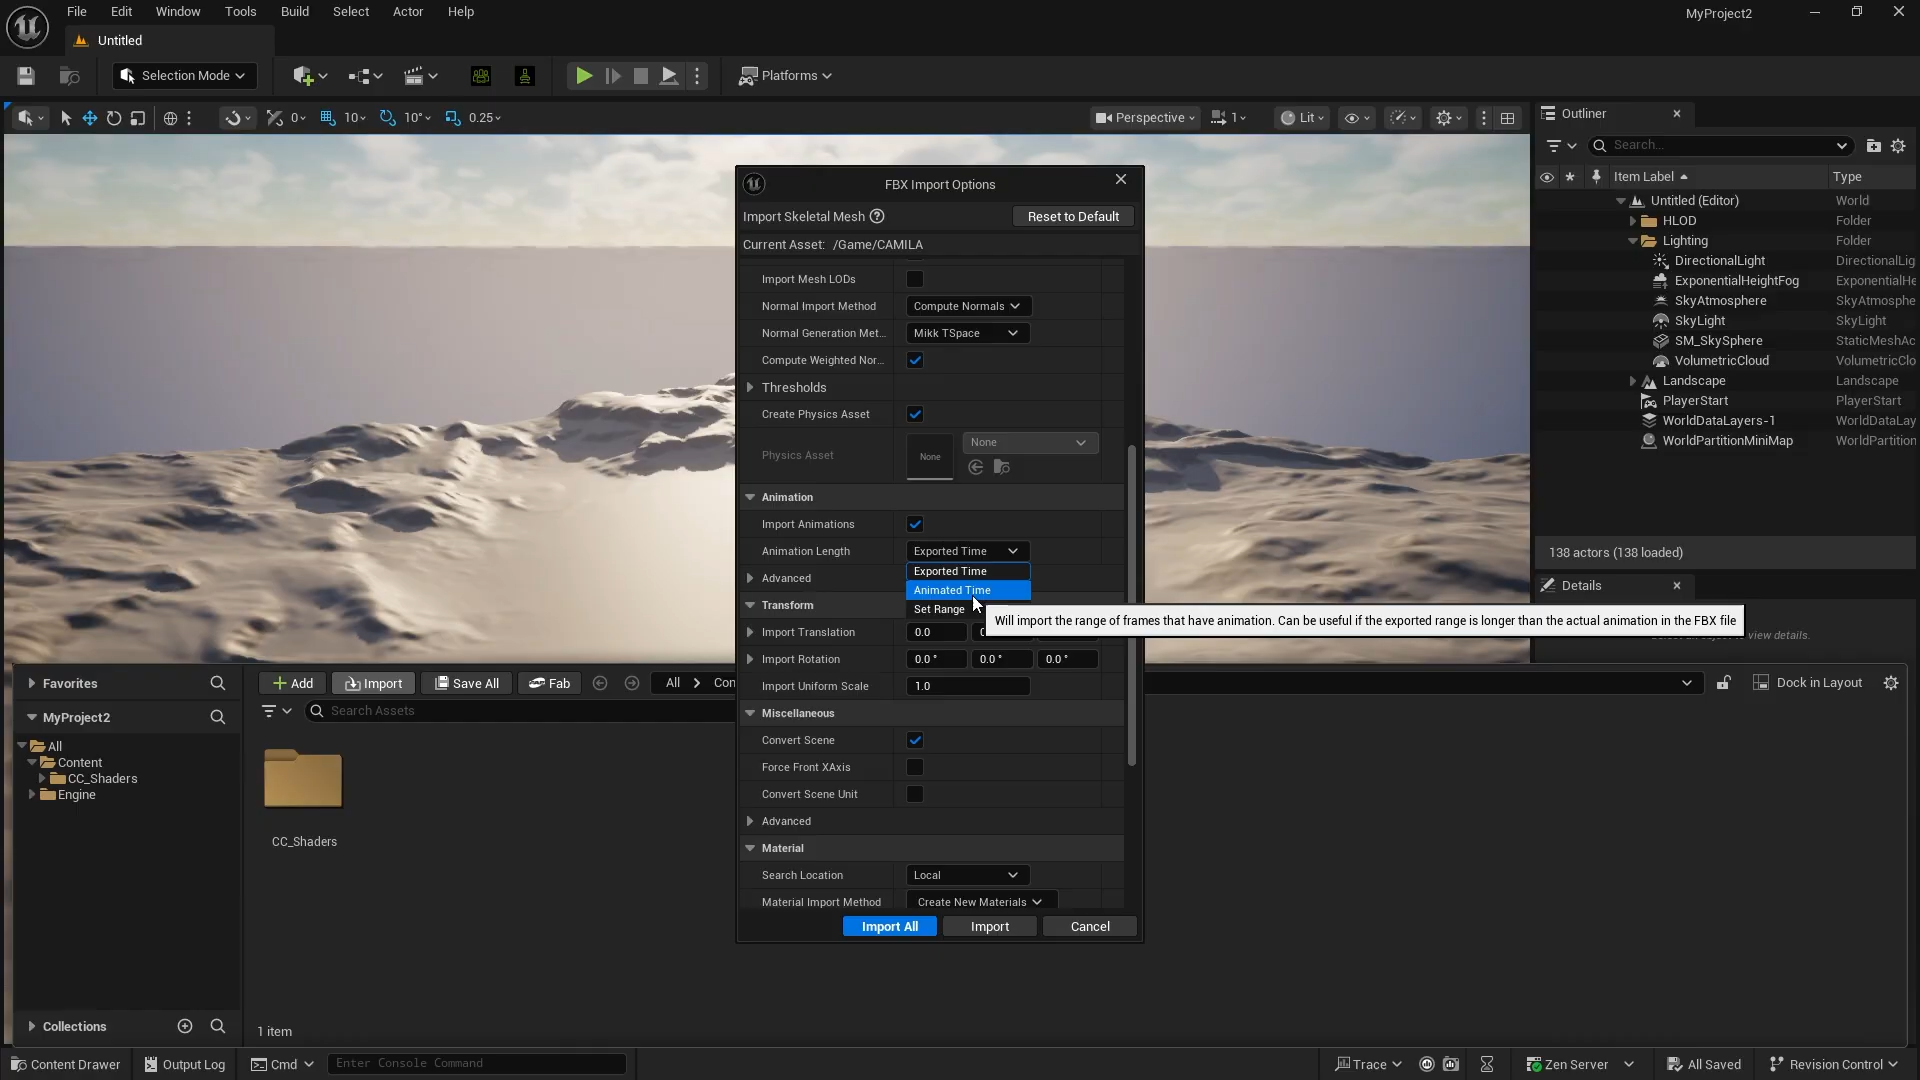 File Edit Window Tools Build Select Actor Help
MyProject2
Untitled
Selection Mode
Platforms
0
10
10°
0.25
Perspective
1
Lit
Outliner
Search...
Item Label
Type
Untitled (Editor) World
HLOD Folder
Lighting Folder
DirectionalLight DirectionalLig
ExponentialHeightFog ExponentialHe
SkyAtmosphere SkyAtmosphe
SkyLight SkyLight
SM_SkySphere StaticMeshAc
VolumetricCloud VolumetricClo
Landscape Landscape
PlayerStart PlayerStart
WorldDataLayers-1 WorldDataLay
WorldPartitionMiniMap WorldPartition
138 actors (138 loaded)
Details
view details.
FBX Import Options
Import Skeletal Mesh
Reset to Default
Current Asset: /Game/CAMILA
Import Mesh LODs
Normal Import Method Compute Normals
Normal Generation Met... Mikk TSpace
Compute Weighted Nor...
Thresholds
Create Physics Asset
Physics Asset None None
Animation
Import Animations
Animation Length Exported Time
Exported Time
Advanced
Animated Time
Transform
Set Range
Will import the range of frames that have animation. Can be useful if the exported range is longer than the actual animation in the FBX file
Import Translation 0.0
Import Rotation 0.0 ° 0.0 ° 0.0 °
Import Uniform Scale 1.0
Miscellaneous
Convert Scene
Force Front XAxis
Convert Scene Unit
Advanced
Material
Search Location Local
Material Import Method Create New Materials
Import All Import Cancel
Favorites
MyProject2
All
Content
CC_Shaders
Engine
Collections
Add Import Save All Fab All Con
Dock in Layout
Search Assets
CC_Shaders
1 item
Content Drawer Output Log Cmd Enter Console Command
Trace Zen Server All Saved Revision Control